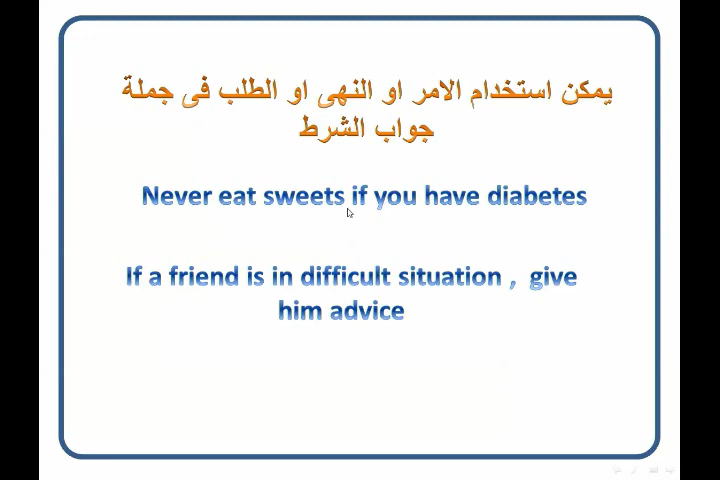 يمكن استخدام الامر او النهى او الطلب فى جملة
جواب الشرط
Never eat sweets if you have diabetes
If a friend is in difficult situation , give
him advice